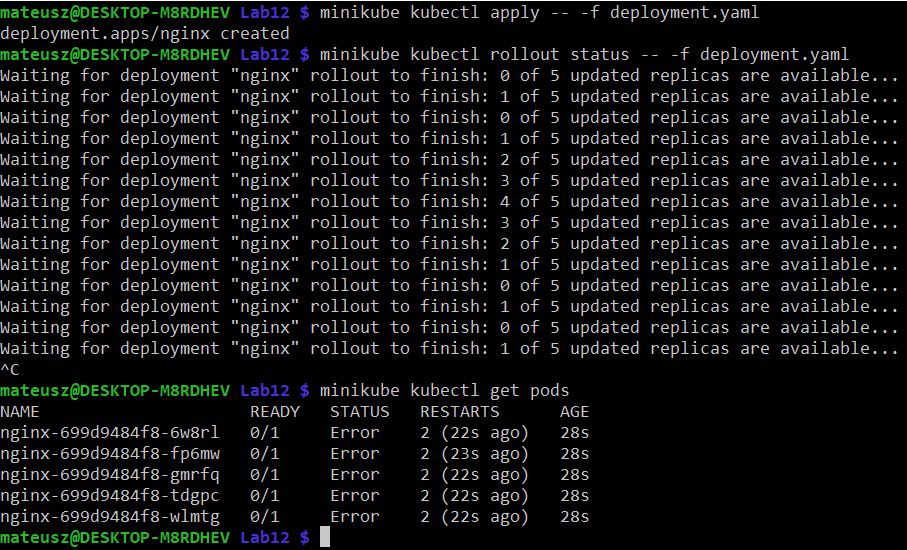 mateusz@DESKTOP-M8RDHEV Lab12 $ minikube kubectl apply -- -f deployment.yaml
deployment.apps/nginx created
mateusz@DESKTOP-M8RDHEV Lab12 $ minikube kubectl rollout status -- -f deployment.yaml
Waiting for deployment "nginx" rollout to finish: 0 of 5 updated replicas are available...
Waiting for deployment "nginx" rollout to finish: 1 of 5 updated replicas are available...
Waiting for deployment "nginx" rollout to finish: 0 of 5 updated replicas are available...
Waiting for deployment "nginx" rollout to finish: 1 of 5 updated replicas are available...
Waiting for deployment "nginx" rollout to finish: 2 of 5 updated replicas are available...
Waiting for deployment "nginx" rollout to finish: 3 of 5 updated replicas are available...
Waiting for deployment "nginx" rollout to finish: 4 of 5 updated replicas are available...
Waiting for deployment "nginx" rollout to finish: 3 of 5 updated replicas are available...
Waiting for deployment "nginx" rollout to finish: 2 of 5 updated replicas are available...
Waiting for deployment "nginx" rollout to finish: 1 of 5 updated replicas are available...
Waiting for deployment "nginx" rollout to finish: 0 of 5 updated replicas are available...
Waiting for deployment "nginx" rollout to finish: 1 of 5 updated replicas are available...
Waiting for deployment "nginx" rollout to finish: 0 of 5 updated replicas are available...
Waiting for deployment "nginx" rollout to finish: 1 of 5 updated replicas are available...
^C
mateusz@DESKTOP-M8RDHEV Lab12 $ minikube kubectl get pods
NAME READY STATUS RESTARTS AGE
nginx-699d9484f8-6w8rl 0/1 Error 2 (22s ago) 28s
nginx-699d9484f8-fp6mw 0/1 Error 2 (23s ago) 28s
nginx-699d9484f8-gmrfq 0/1 Error 2 (22s ago) 28s
nginx-699d9484f8-tdgpc 0/1 Error 2 (22s ago) 28s
nginx-699d9484f8-wlmtg 0/1 Error 2 (22s ago) 28s
mateusz@DESKTOP-M8RDHEV Lab12 $